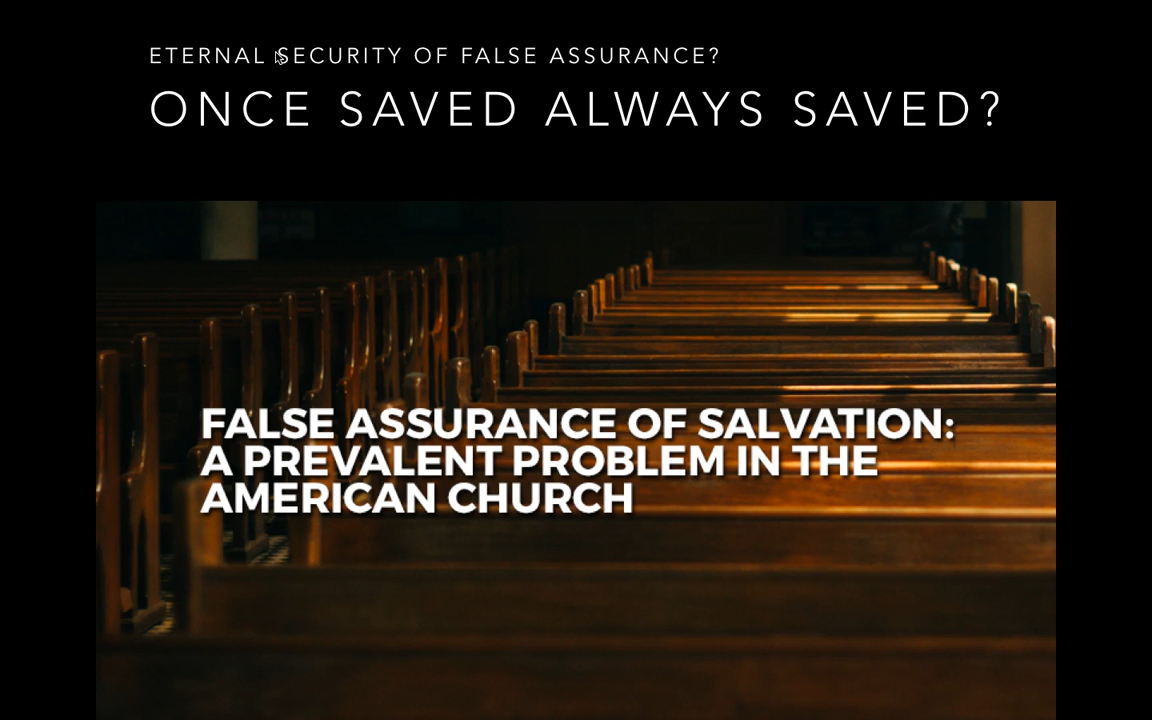 ETERNAL SECURITY OF FALSE ASSURANCE?
ONCE SAVED ALWAYS SAVED?
FALSE ASSURANCE OF SALVATION:
A PREVALENT PROBLEM IN THE
AMERICAN CHURCH